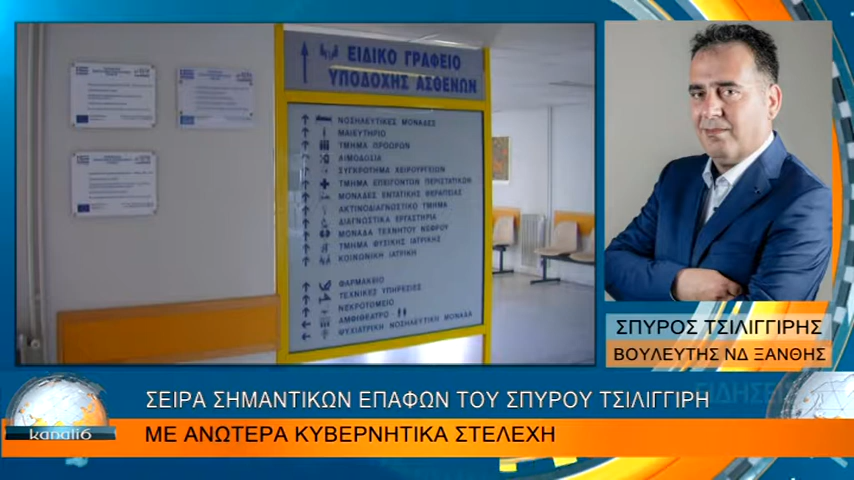 ΕΙΔΙΚΟ ΓΡΑΦΕΙΟ
ΥΠΟΔΟΧΗΣ ΑΣΘΕΝΩΝ
ΝΟΣΗΛΕΥΤΙΚΕΣ ΜΟΝΑΔΕΣ
ΜΑΙΕΥΤΗΡΙΟ
ΤΜΗΜΑ ΠΡΟΩΡΩΝ
ΑΙΜΟΔΟΣΙΑ
ΣΥΓΚΡΟΤΗΜΑ ΧΕΙΡΟΥΡΓΕΙΩΝ
ΤΜΗΜΑ ΕΠΕΙΓΟΝΤΩΝ ΠΕΡΙΣΤΑΤΙΚΩΝ
ΜΟΝΑΔΕΣ ΕΝΤΑΤΙΚΗΣ ΘΕΡΑΠΕΙΑΣ
ΑΚΤΙΝΟΔΙΑΓΝΩΣΤΙΚΟ ΤΜΗΜΑ
ΔΙΑΓΝΩΣΤΙΚΑ ΕΡΓΑΣΤΗΡΙΑ
ΜΟΝΑΔΑ ΤΕΧΝΗΤΟΥ ΝΕΦΡΟΥ
ΤΜΗΜΑ ΦΥΣΙΚΗΣ ΙΑΤΡΙΚΗΣ
ΚΟΙΝΩΝΙΚΗ ΙΑΤΡΙΚΗ
ΦΑΡΜΑΚΕΙΟ
ΤΕΧΝΙΚΕΣ ΥΠΗΡΕΣΙΕΣ
ΝΕΚΡΟΤΟΜΕΙΟ
ΑΜΦΙΘΕΑΤΡΟ -
ΨΥΧΙΑΤΡΙΚΗ ΝΟΣΗΛΕΥΤΙΚΗ ΜΟΝΑΔΑ
ΣΠΥΡΟΣ ΤΣΙΛΙΓΓΙΡΗΣ
ΒΟΥΛΕΥΤΗΣ ΝΔ ΞΑΝΘΗΣ
ΕΙΔΗΣΕΙ
ΣΕΙΡΑ ΣΗΜΑΝΤΙΚΩΝ ΕΠΑΦΩΝ ΤΟΥ ΣΠΥΡΟΥ ΤΣΙΛΙΓΓΙΡΗ
kanali6
ΜΕ ΑΝΩΤΕΡΑ ΚΥΒΕΡΝΗΤΙΚΑ ΣΤΕΛΕΧΗ